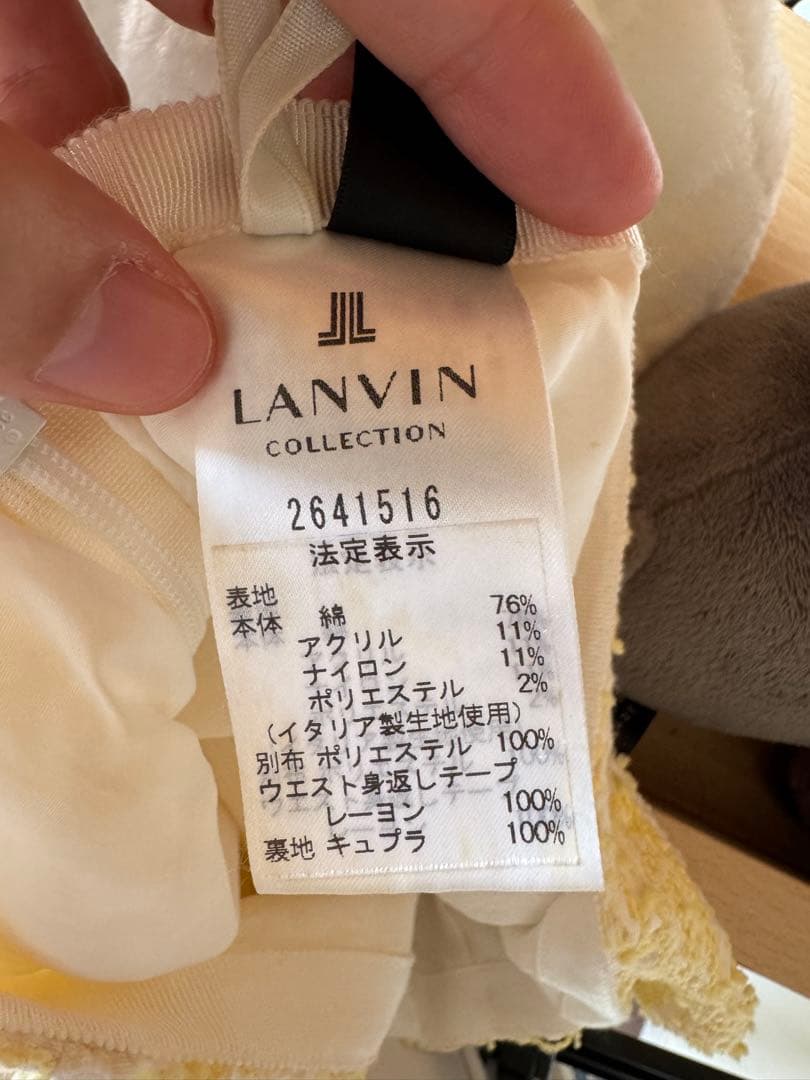 LANVIN
COLLECTION
2641516
法定表示
表地
本体 綿 76%
アクリル 11%
ナイロン 11%
ポリエステル 2%
(イタリア製生地使用)
別布 ポリエステル 100%
ウエスト身返しテープ
レーヨン 100%
裏地 キュプラ 100%